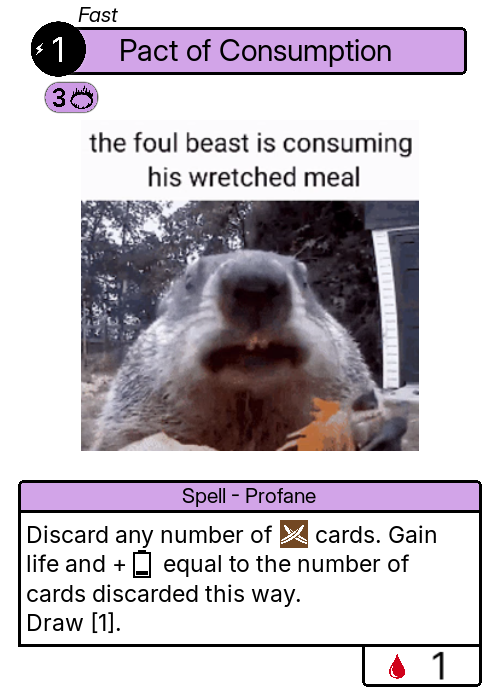 Fast
1 Pact of Consumption
3
the foul beast is consuming
his wretched meal
Spell - Profane
Discard any number of cards. Gain
life and + equal to the number of
cards discarded this way.
Draw [1].
1